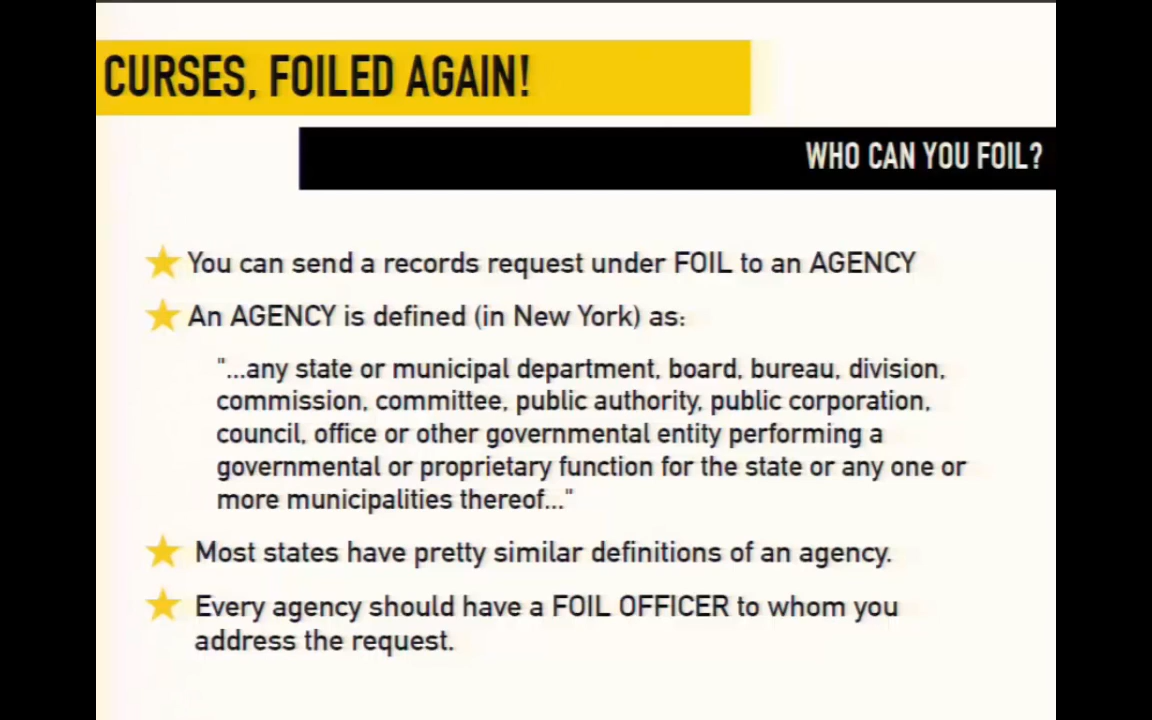 CURSES, FOILED AGAIN!
WHO CAN YOU FOIL?
You can send a records request under FOIL to an AGENCY
An AGENCY is defined (in New York) as:
"...any state or municipal department, board, bureau, division,
commission, committee, public authority, public corporation,
council, office or other governmental entity performing a
governmental or proprietary function for the state or any one or
more municipalities thereof..."
Most states have pretty similar definitions of an agency.
Every agency should have a FOIL OFFICER to whom you
address the request.